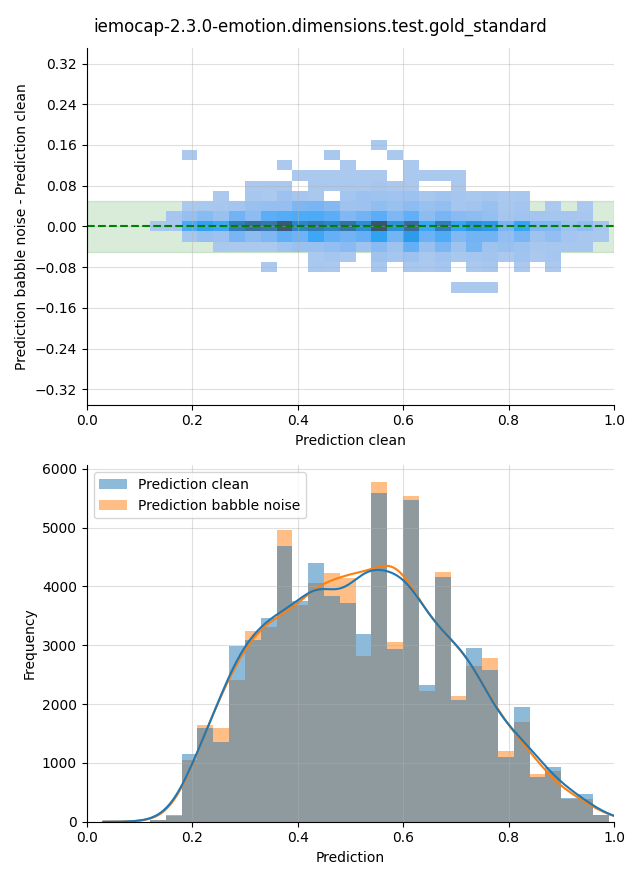 iemocap-2.3.0-emotion.dimensions.test.gold_standard
0.32
0.24
0.16
0.08
0.00
−0.08
−0.16
−0.24
−0.32
Prediction babble noise - Prediction clean
0.0 0.2 0.4 0.6 0.8 1.0
Prediction clean
Prediction clean
Prediction babble noise
6000
5000
4000
3000
2000
1000
0
Frequency
0.0 0.2 0.4 0.6 0.8 1.0
Prediction